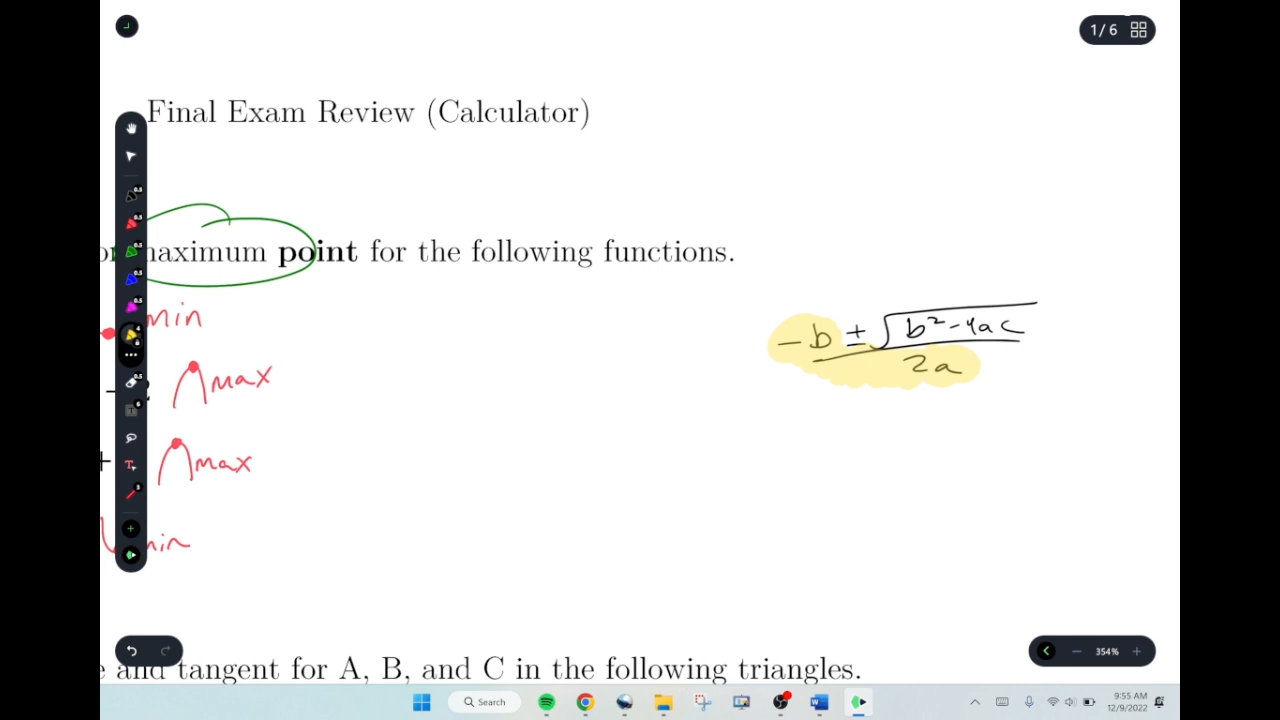 1/6
Final Exam Review (Calculator)
maximum point for the following functions.
min
-b ± √b²-4ac
2a
max
+ max
min
and tangent for A, B, and C in the following triangles.
354%
Search
9:55 AM
12/9/2022